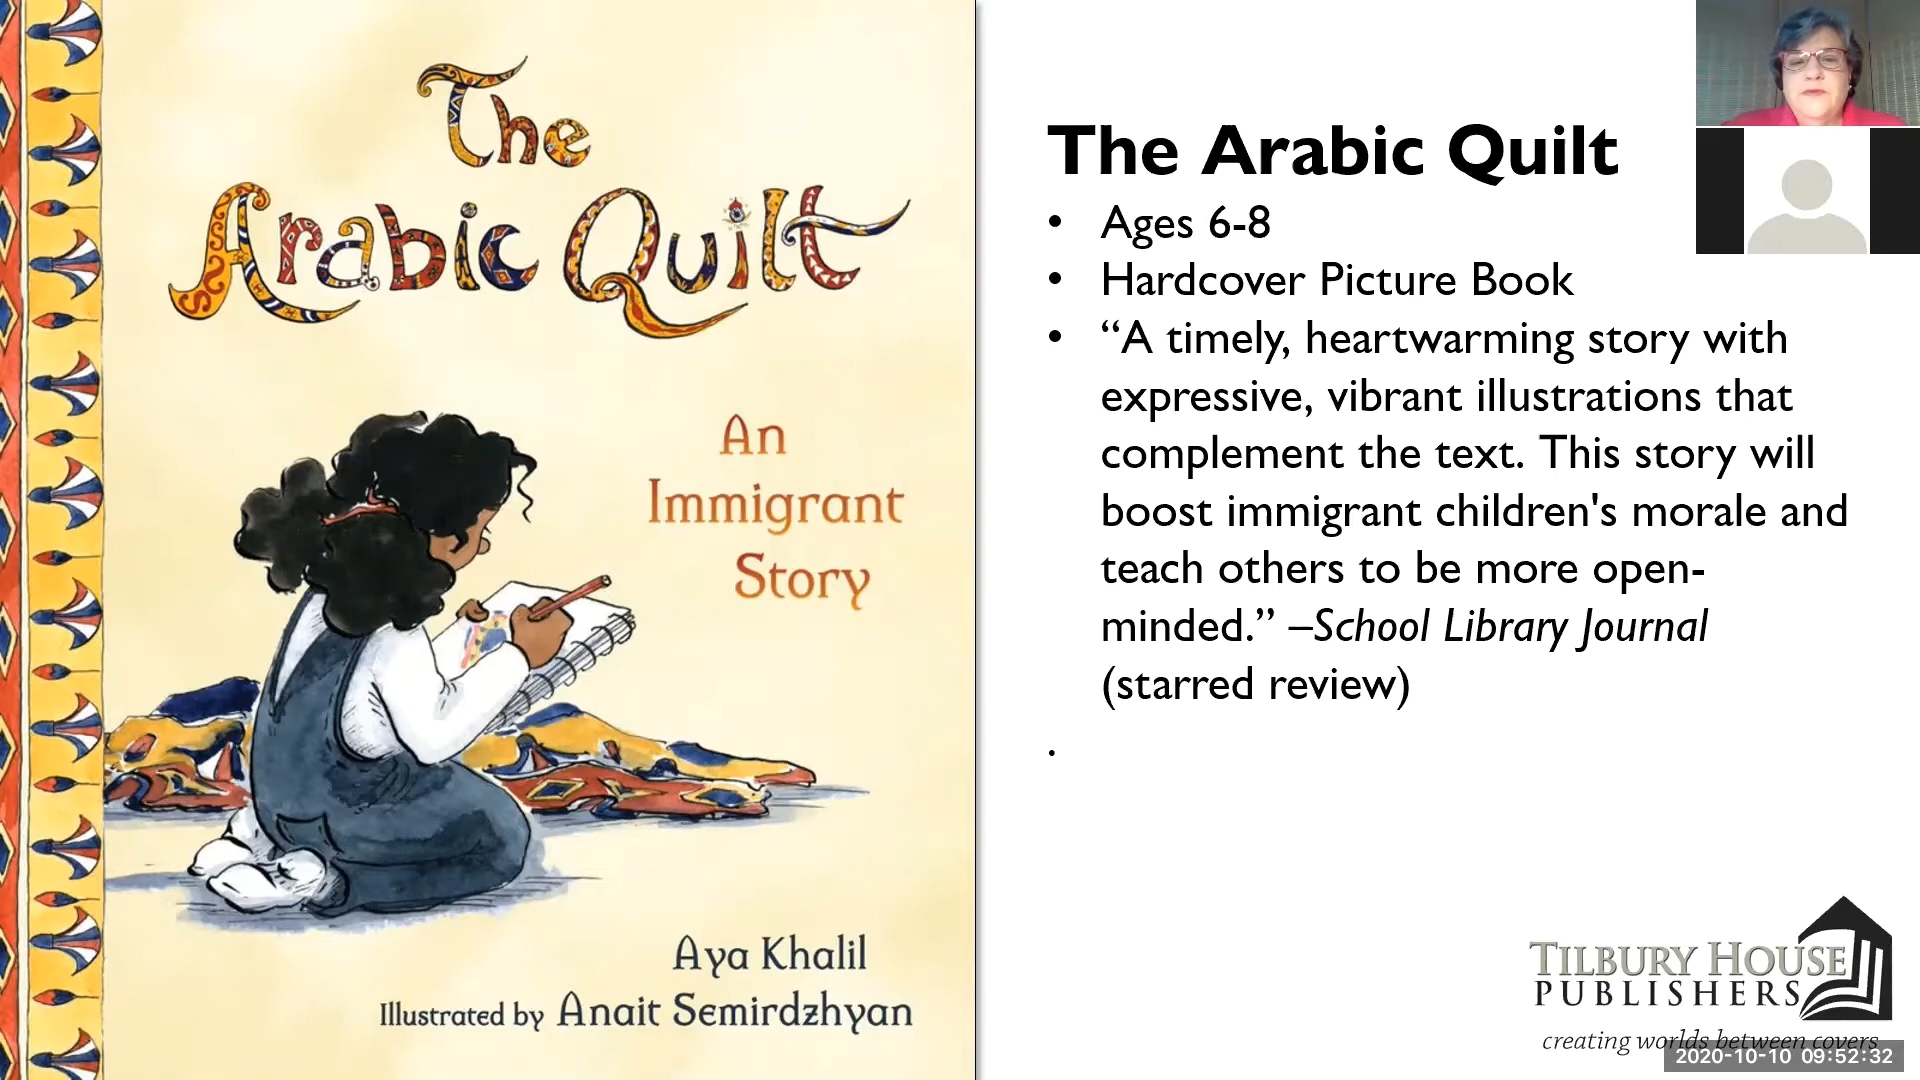 The
Arabic Quilt
An
Immigrant
Story
Aya Khalil
Illustrated by Anait Semirdzhyan
The Arabic Quilt
• Ages 6-8
• Hardcover Picture Book
• “A timely, heartwarming story with
expressive, vibrant illustrations that
complement the text. This story will
boost immigrant children's morale and
teach others to be more open-
minded.” –School Library Journal
(starred review)
.
TILBURY HOUSE
PUBLISHERS
creating worlds between covers
2020-10-10 09:52:32